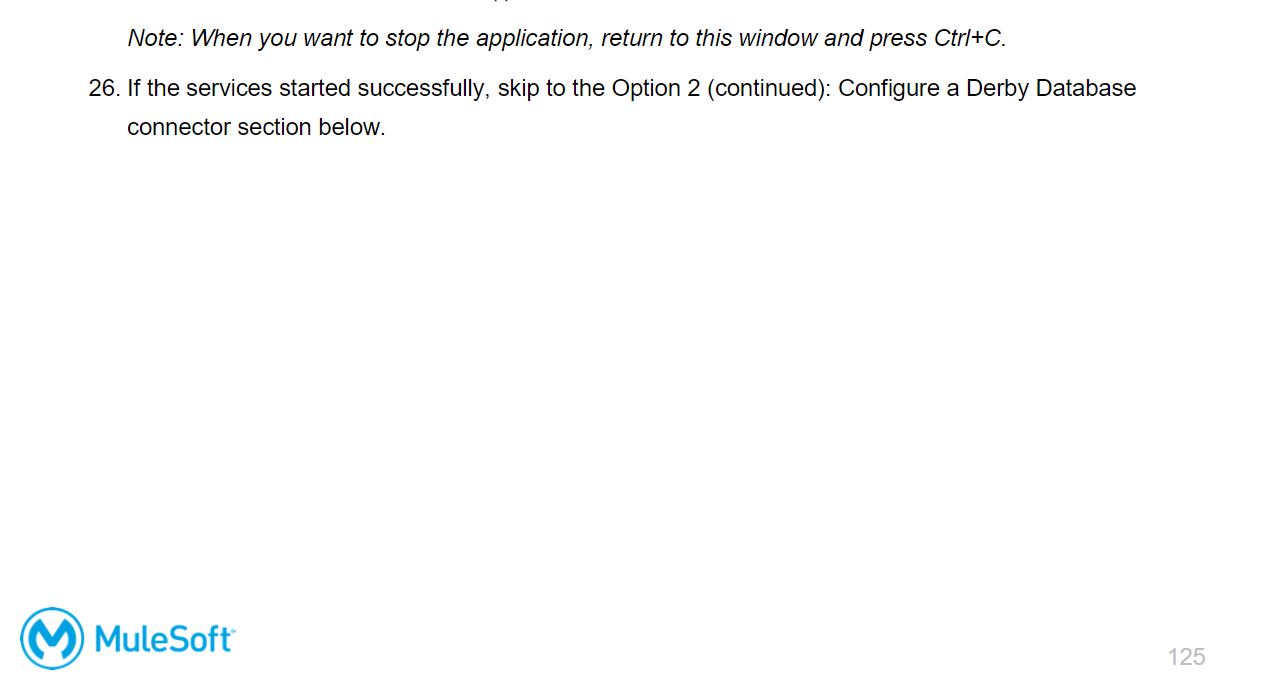 Note: When you want to stop the application, return to this window and press Ctrl+C.
26. If the services started successfully, skip to the Option 2 (continued): Configure a Derby Database
connector section below.
MuleSoft
125